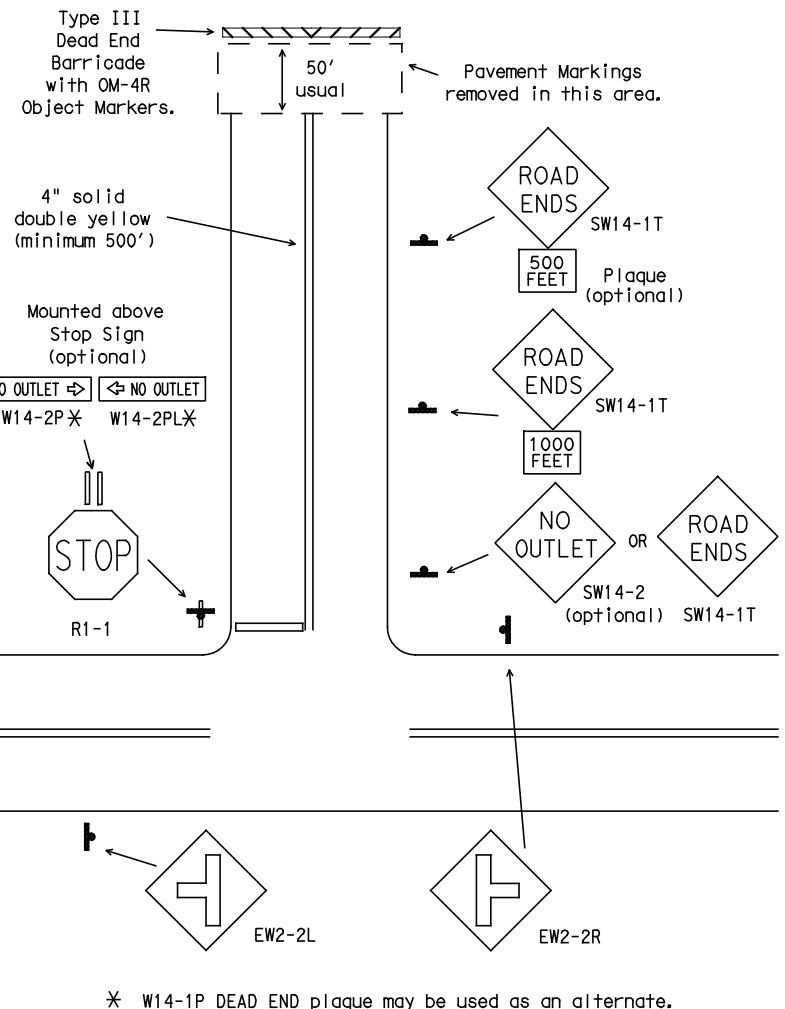 Type III
Dead End
Barricade
with OM-4R
Object Markers.
50'
usual
Pavement Markings
removed in this area.
4" solid
double yellow
(minimum 500')
ROAD
ENDS
SW14-1T
500
FEET
Plaque
(optional)
Mounted above
Stop Sign
(optional)
O OUTLET ⇨
⇦ NO OUTLET
W14-2P*
W14-2PL*
ROAD
ENDS
SW14-1T
1000
FEET
STOP
R1-1
NO
OUTLET
SW14-2
(optional)
OR
ROAD
ENDS
SW14-1T
EW2-2L
EW2-2R
* W14-1P DEAD END plaque may be used as an alternate.